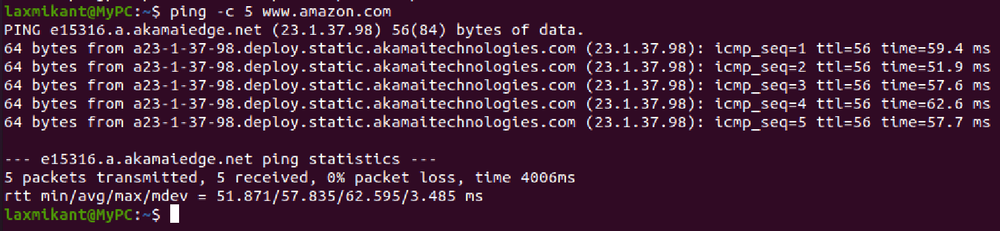 laxmikant@MyPC:~$ ping -c 5 www.amazon.com
PING e15316.a.akamaiedge.net (23.1.37.98) 56(84) bytes of data.
64 bytes from a23-1-37-98.deploy.static.akamaitechnologies.com (23.1.37.98): icmp_seq=1 ttl=56 time=59.4 ms
64 bytes from a23-1-37-98.deploy.static.akamaitechnologies.com (23.1.37.98): icmp_seq=2 ttl=56 time=51.9 ms
64 bytes from a23-1-37-98.deploy.static.akamaitechnologies.com (23.1.37.98): icmp_seq=3 ttl=56 time=57.6 ms
64 bytes from a23-1-37-98.deploy.static.akamaitechnologies.com (23.1.37.98): icmp_seq=4 ttl=56 time=62.6 ms
64 bytes from a23-1-37-98.deploy.static.akamaitechnologies.com (23.1.37.98): icmp_seq=5 ttl=56 time=57.7 ms
--- e15316.a.akamaiedge.net ping statistics ---
5 packets transmitted, 5 received, 0% packet loss, time 4006ms
rtt min/avg/max/mdev = 51.871/57.835/62.595/3.485 ms
laxmikant@MyPC:~$